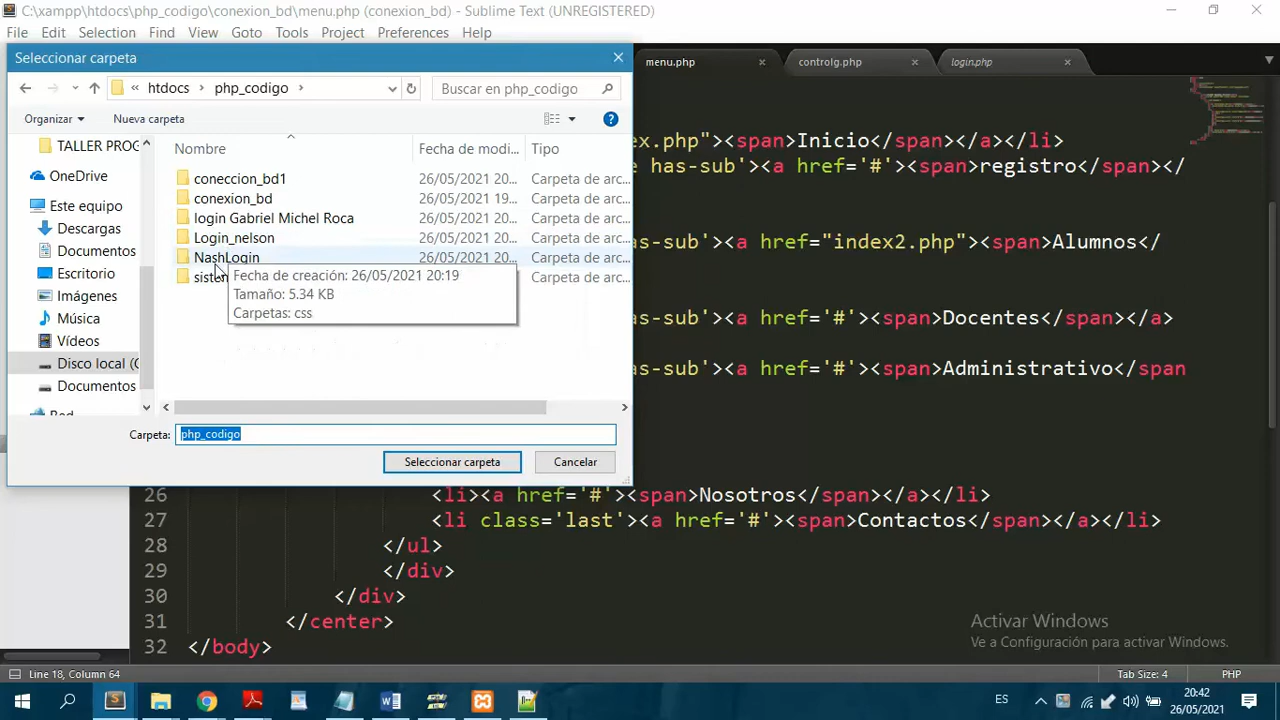 C:\xampp\htdocs\php_codigo\conexion_bd\menu.php (conexion_bd) - Sublime Text (UNREGISTERED)
File Edit Selection Find View Goto Tools Project Preferences Help
Seleccionar carpeta
menu.php controlg.php login.php
« htdocs > php_codigo > Buscar en php_codigo
Organizar Nueva carpeta
Nombre Fecha de modi... Tipo
TALLER PROG
OneDrive
Este equipo
Descargas
Documentos
Escritorio
Imágenes
Música
Vídeos
Disco local (
Documentos
coneccion_bd1 26/05/2021 20... Carpeta de arc...
conexion_bd 26/05/2021 19... Carpeta de arc...
login Gabriel Michel Roca 26/05/2021 20... Carpeta de arc...
Login_nelson 26/05/2021 20... Carpeta de arc...
NashLogin 26/05/2021 20... Carpeta de arc...
Carpeta de arc...
Fecha de creación: 26/05/2021 20:19
Tamaño: 5.34 KB
Carpetas: css
Carpeta: php_codigo
Seleccionar carpeta Cancelar
ex.php"><span>Inicio</span></a></li>
e has-sub'><a href='#'><span>registro</span></
as-sub'><a href="index2.php"><span>Alumnos</
as-sub'><a href='#'><span>Docentes</span></a>
as-sub'><a href='#'><span>Administrativo</span
26 <li><a href='#'><span>Nosotros</span></a></li>
27 <li class='last'><a href='#'><span>Contactos</span></a></li>
28 </ul>
29 </div>
30 </div>
31 </center>
32 </body>
Activar Windows
Ve a Configuración para activar Windows.
Line 18, Column 64 Tab Size: 4 PHP
ES 20:42
26/05/2021